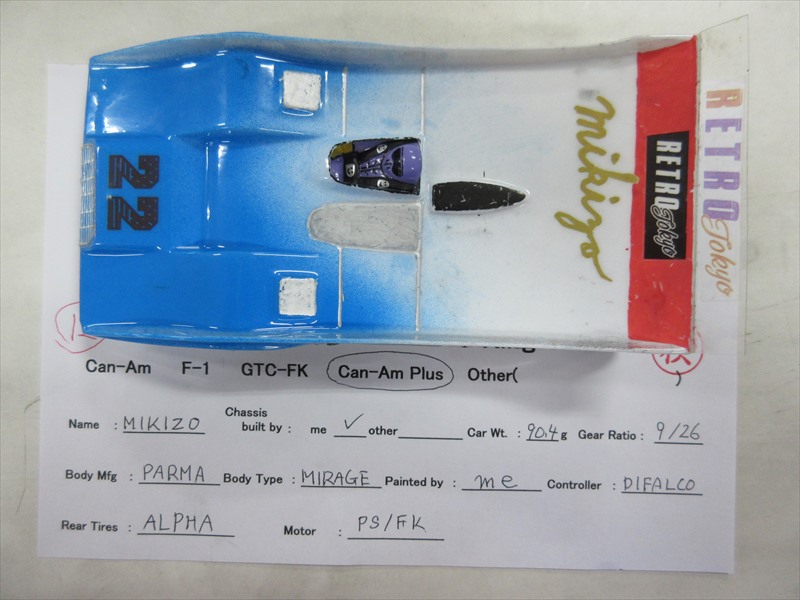 22
mikizo
RETRO
Tokyo
RETRO
Tokyo
Can-Am F-1 GTC-FK Can-Am Plus Other( )
Name : MIKIZO Chassis built by : me ✓ other Car Wt. : 90.4 g Gear Ratio : 9/26
Body Mfg : PARMA Body Type : MIRAGE Painted by : me Controller : DIFALCO
Rear Tires : ALPHA Motor : PS/FK